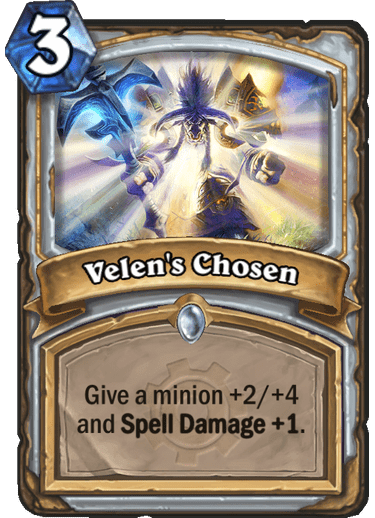 3
Velen's Chosen
Give a minion +2/+4
and Spell Damage +1.